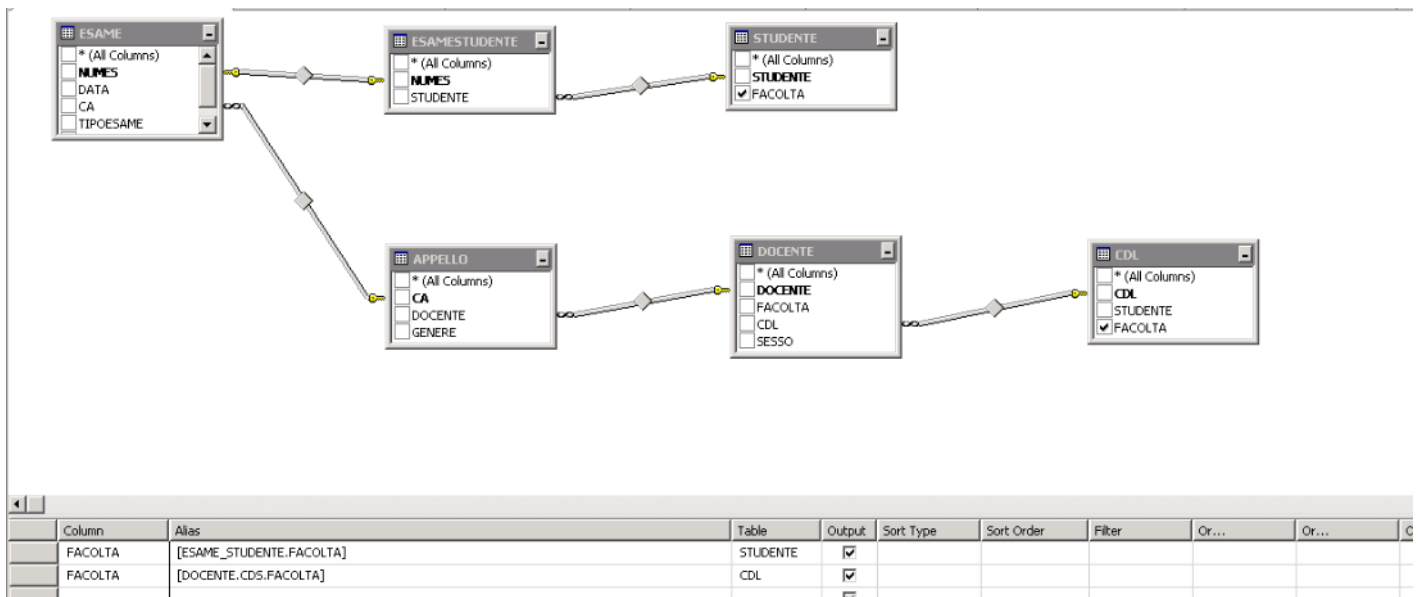 ESAME
* (All Columns)
NUMES
DATA
CA
TIPOESAME
ESAMESTUDENTE
* (All Columns)
NUMES
STUDENTE
STUDENTE
* (All Columns)
STUDENTE
FACOLTA
APPELLO
* (All Columns)
CA
DOCENTE
GENERE
DOCENTE
* (All Columns)
DOCENTE
FACOLTA
CDL
SESSO
CDL
* (All Columns)
CDL
STUDENTE
FACOLTA
Column Alias Table Output Sort Type Sort Order Filter Or... Or...
FACOLTA [ESAME_STUDENTE.FACOLTA] STUDENTE
FACOLTA [DOCENTE.CDS.FACOLTA] CDL